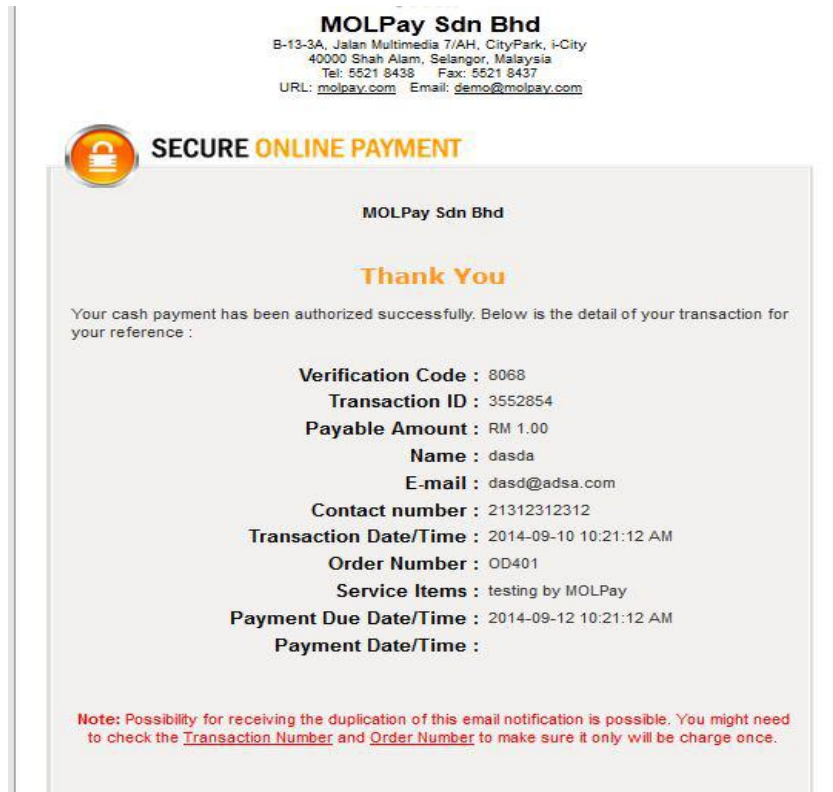 MOLPay Sdn Bhd
B-13-3A, Jalan Multimedia 7/AH, CityPark, i-City
40000 Shah Alam, Selangor, Malaysia
Tel: 5521 8438 Fax: 5521 8437
URL: molpay.com Email: demo@molpay.com
SECURE ONLINE PAYMENT
MOLPay Sdn Bhd
Thank You
Your cash payment has been authorized successfully. Below is the detail of your transaction for
your reference :
Verification Code : 8068
Transaction ID : 3552854
Payable Amount : RM 1.00
Name : dasda
E-mail : dasd@adsa.com
Contact number : 21312312312
Transaction Date/Time : 2014-09-10 10:21:12 AM
Order Number : OD401
Service Items : testing by MOLPay
Payment Due Date/Time : 2014-09-12 10:21:12 AM
Payment Date/Time :
Note: Possibility for receiving the duplication of this email notification is possible. You might need
to check the Transaction Number and Order Number to make sure it only will be charge once.